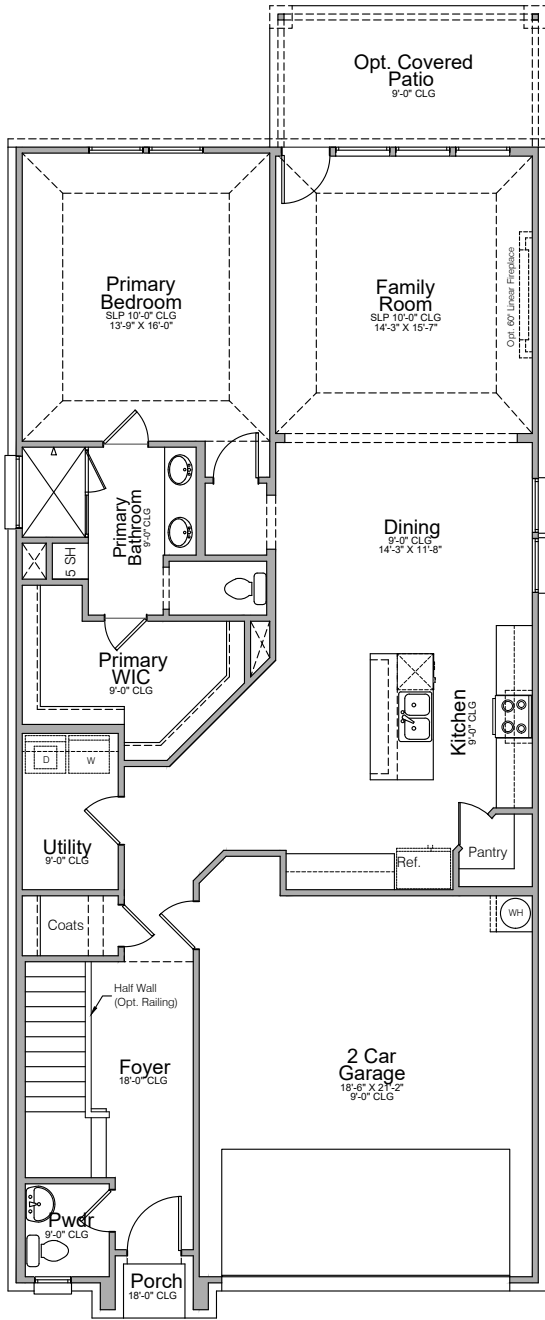 Opt. Covered
Patio
9'-0" CLG
Primary
Bedroom
SLP 10'-0" CLG
13'-9" X 16'-0"
Family
Room
SLP 10'-0" CLG
14'-3" X 15'-7"
Opt. 60" Linear Fireplace
Primary
Bathroom
9'-0" CLG
5 SH
Dining
9'-0" CLG
14'-3" X 11'-8"
Primary
WIC
9'-0" CLG
Kitchen
9'-0" CLG
D
W
Utility
9'-0" CLG
Ref.
Pantry
Coats
WH
Half Wall
(Opt. Railing)
Foyer
18'-0" CLG
2 Car
Garage
18'-6" X 21'-2"
9'-0" CLG
Pwdr
9'-0" CLG
Porch
18'-0" CLG